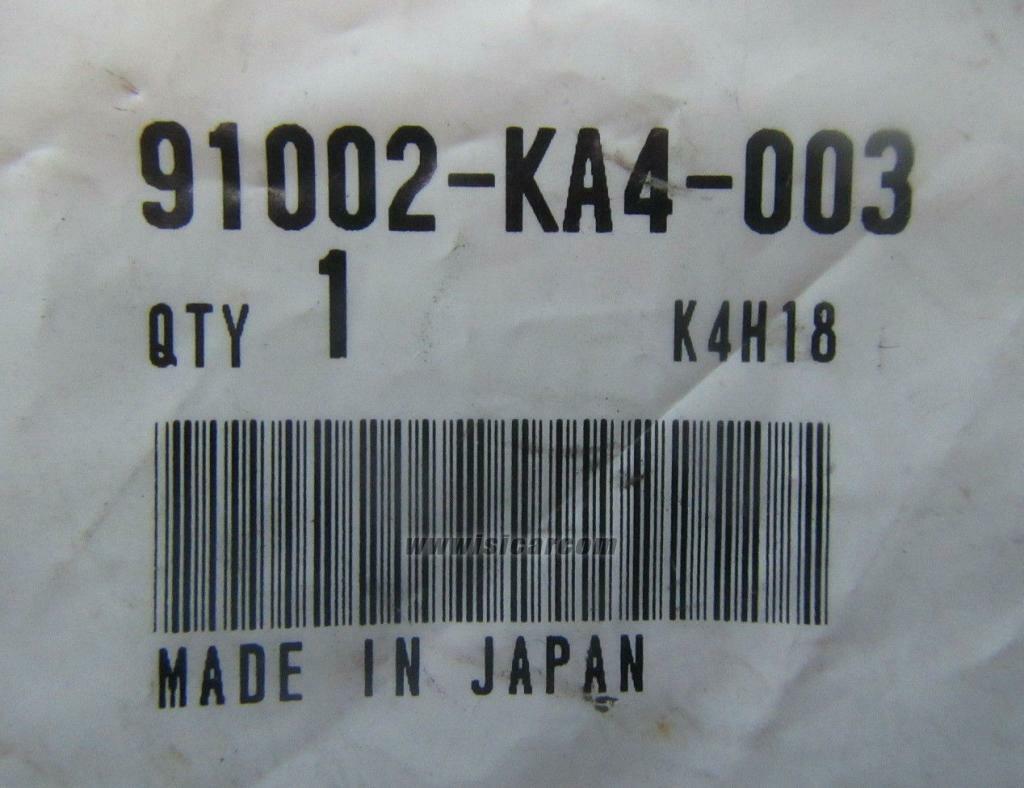 91002-KA4-003
QTY 1 K4H18
www.isicar.com
MADE IN JAPAN